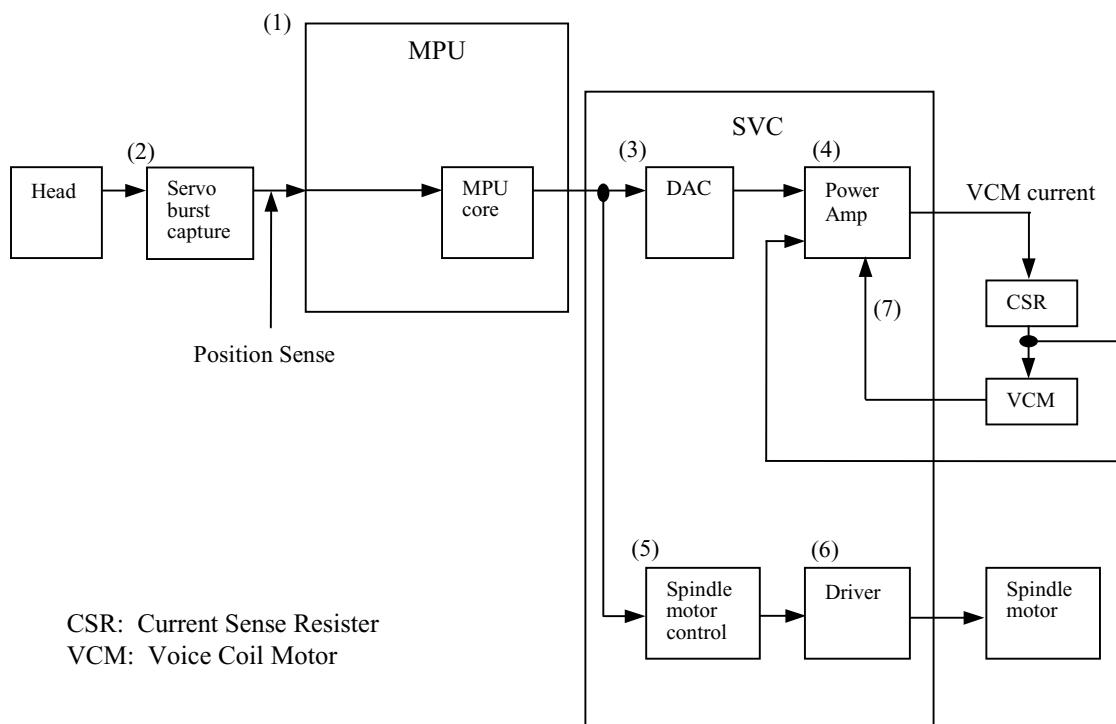 (1)
MPU
SVC
(2)
(3)
(4)
Head
Servo
burst
capture
MPU
core
DAC
Power
Amp
VCM current
(7)
CSR
Position Sense
VCM
(5)
(6)
Spindle
motor
control
Driver
Spindle
motor
CSR: Current Sense Resister
VCM: Voice Coil Motor